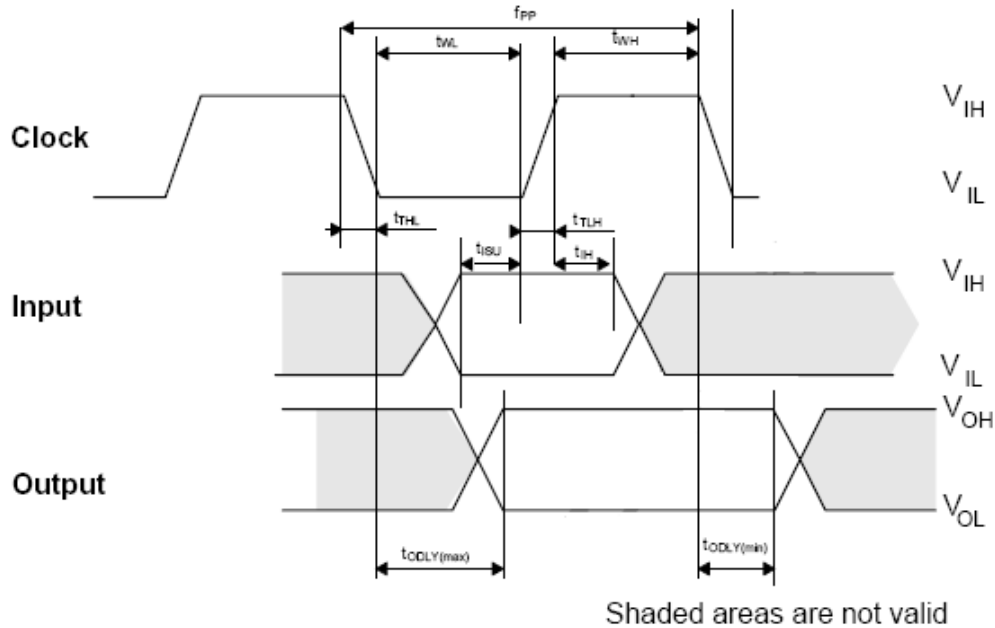 fPP
tWL
tWH
Clock
VIH
VIL
tTHL
tTLH
tISU
tIH
Input
VIH
VIL
VOH
Output
VOL
tODLY(max)
tODLY(min)
Shaded areas are not valid